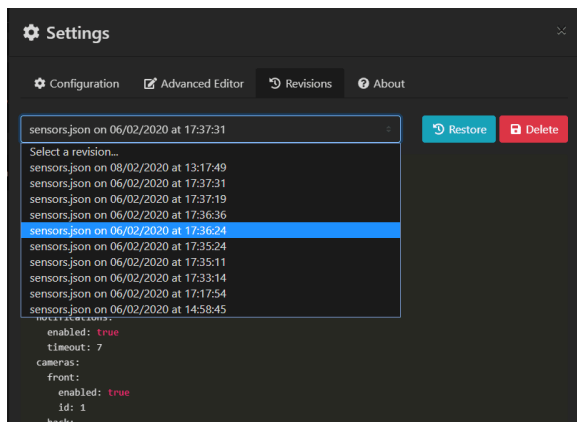 Settings
Configuration Advanced Editor Revisions About
sensors.json on 06/02/2020 at 17:37:31 Restore Delete
Select a revision...
sensors.json on 08/02/2020 at 13:17:49
sensors.json on 06/02/2020 at 17:37:31
sensors.json on 06/02/2020 at 17:37:19
sensors.json on 06/02/2020 at 17:36:36
sensors.json on 06/02/2020 at 17:36:24
sensors.json on 06/02/2020 at 17:35:24
sensors.json on 06/02/2020 at 17:35:11
sensors.json on 06/02/2020 at 17:33:14
sensors.json on 06/02/2020 at 17:17:54
sensors.json on 06/02/2020 at 14:58:45
notifications:
enabled: true
timeout: 7
cameras:
front:
enabled: true
id: 1